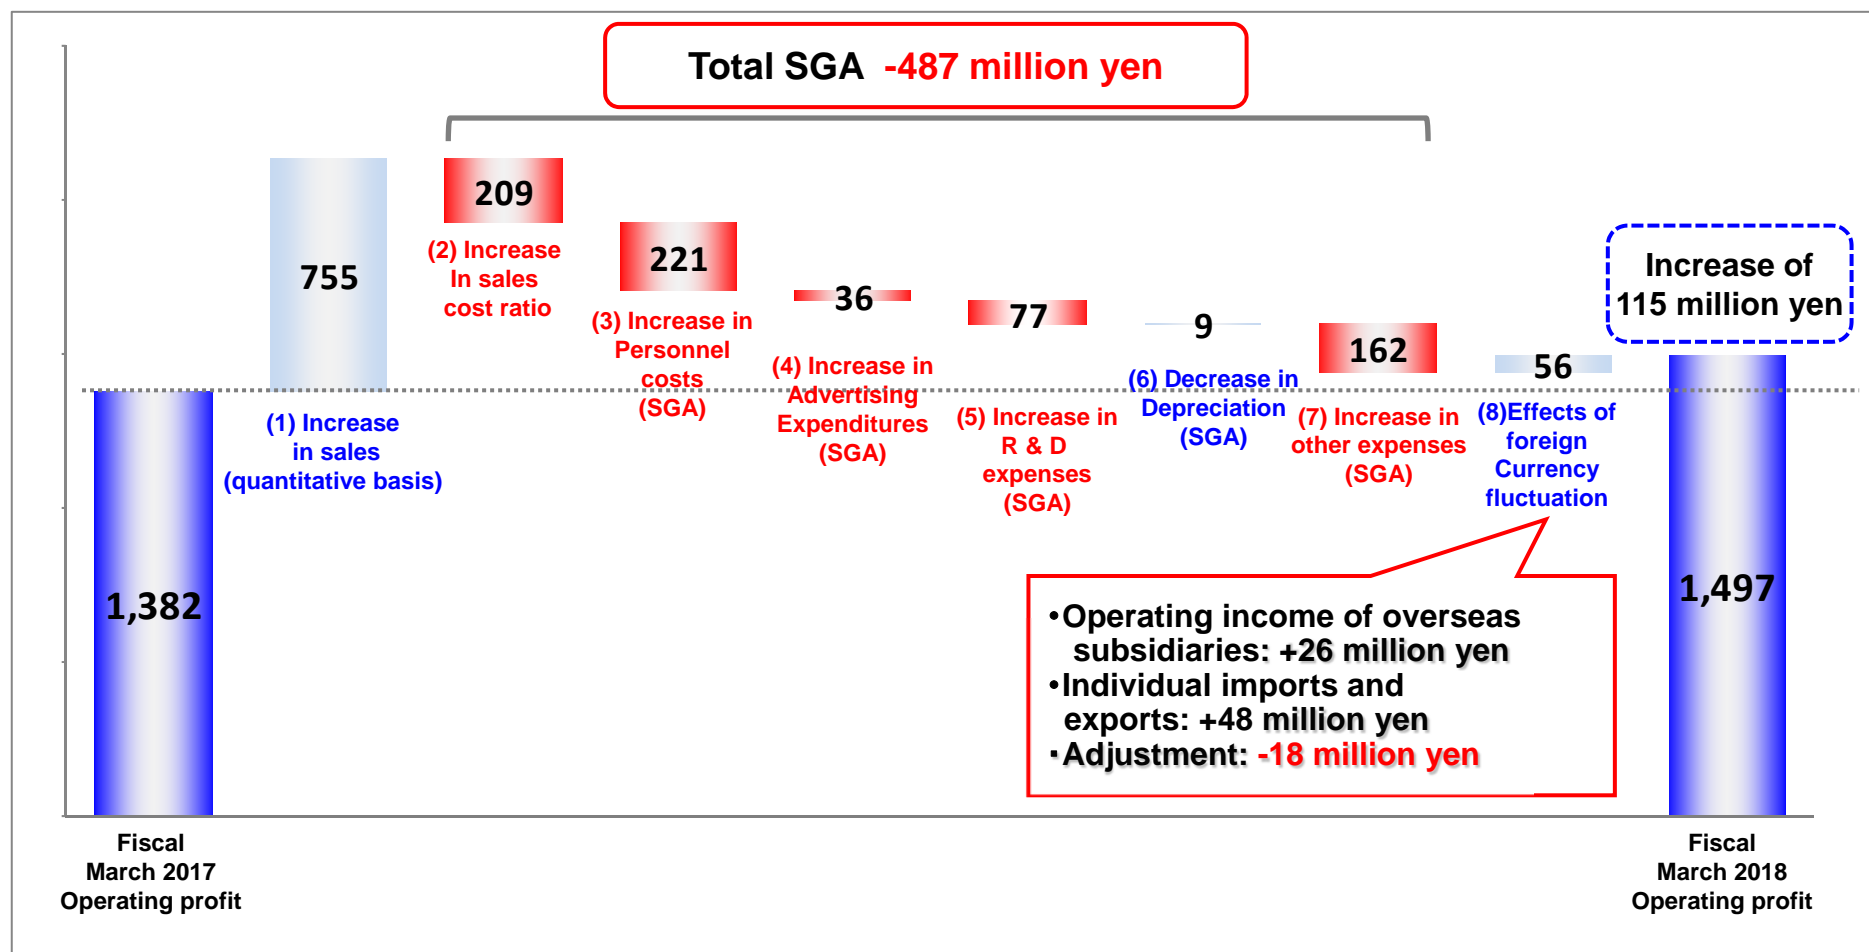 Total SGA -487 million yen
209
(2) Increase
In sales
cost ratio
755
(1) Increase
in sales
(quantitative basis)
221
(3) Increase in
Personnel
costs
(SGA)
36
(4) Increase in
Advertising
Expenditures
(SGA)
77
(5) Increase in
R & D
expenses
(SGA)
9
(6) Decrease in
Depreciation
(SGA)
162
(7) Increase in
other expenses
(SGA)
56
(8)Effects of
foreign
Currency
fluctuation
Increase of
115 million yen
1,382
1,497
•Operating income of overseas
subsidiaries: +26 million yen
•Individual imports and
exports: +48 million yen
·Adjustment: -18 million yen
Fiscal
March 2017
Operating profit
Fiscal
March 2018
Operating profit